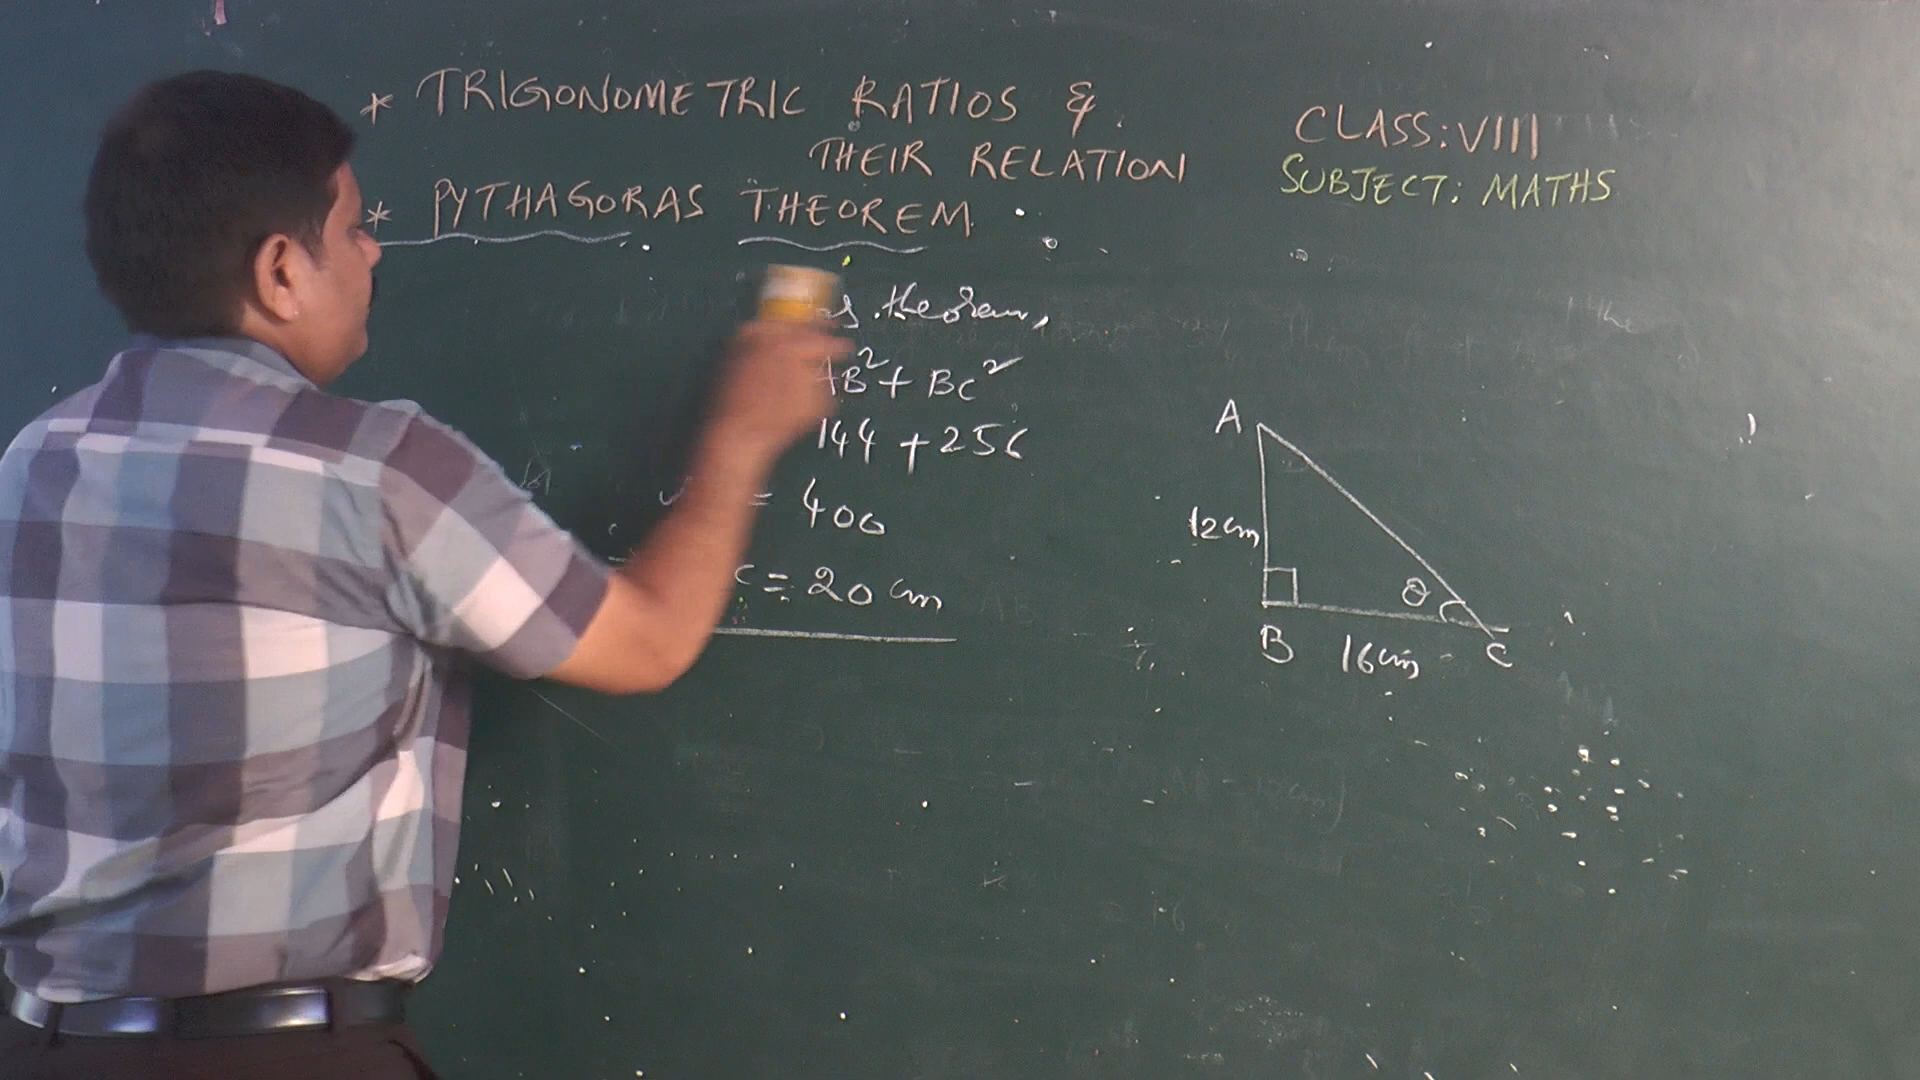 * TRIGONOMETRIC RATIOS &
THEIR RELATION
* PYTHAGORAS THEOREM.
CLASS: VIII
SUBJECT: MATHS
theorem,
AB² + BC²
144 + 256
= 400
C = 20 cm
A
12cm
θ
B 16cm C